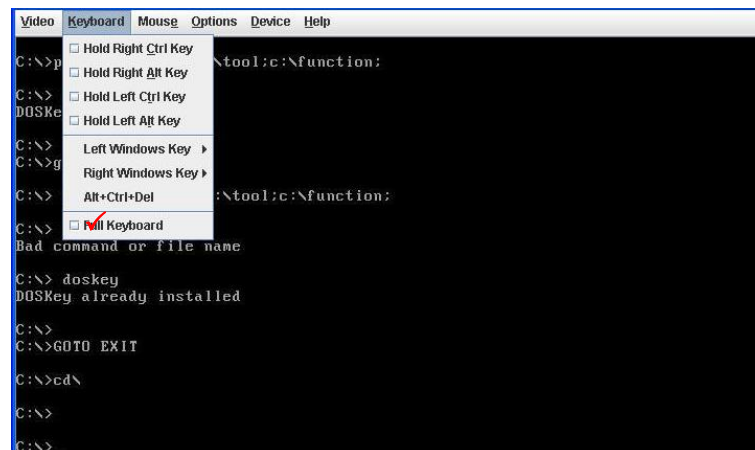 Video Keyboard Mouse Options Device Help
Hold Right Ctrl Key
C:\>p \tool;c:\function;
Hold Right Alt Key
C:\> Hold Left Ctrl Key
DOSKe
Hold Left Alt Key
C:\> Left Windows Key
C:\>g
Right Windows Key
C:\> Alt+Ctrl+Del :\tool;c:\function;
C:\> Full Keyboard
Bad command or file name
C:\> doskey
DOSKey already installed
C:\>
C:\>GOTO EXIT
C:\>cd\
C:\>
C:\>